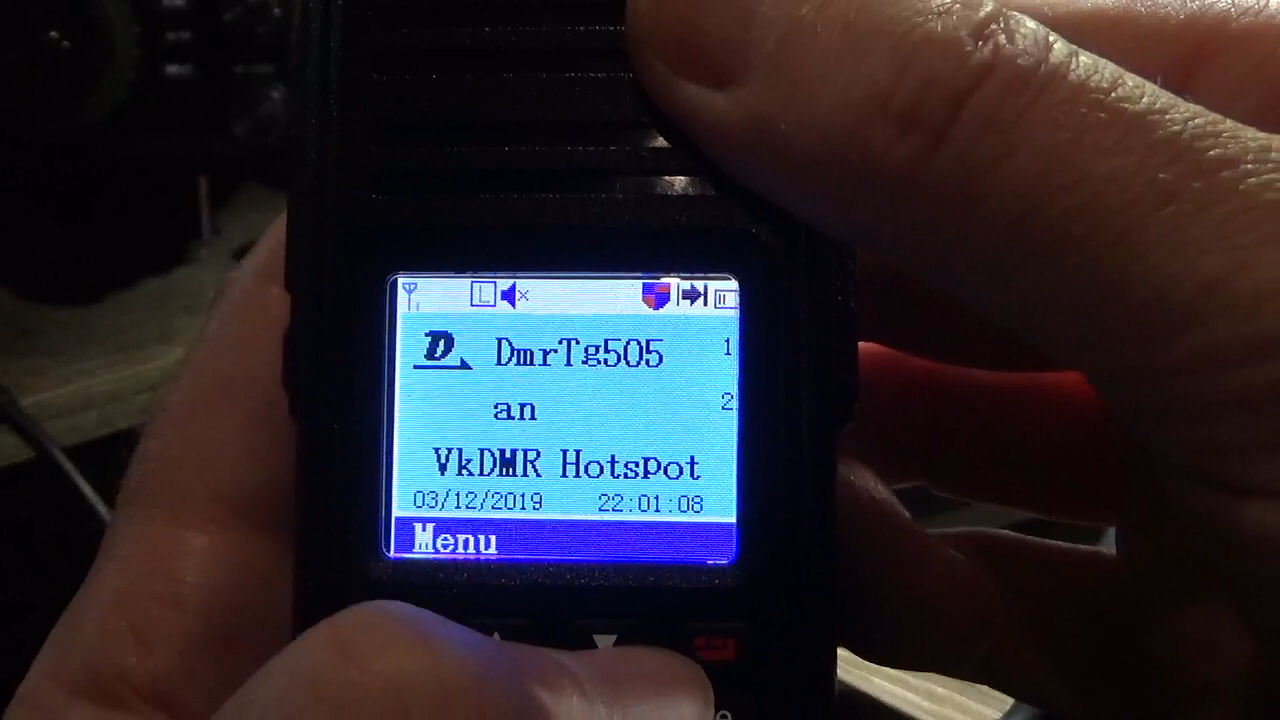 L
D DmrTg505 1
an 2
VkDMR Hotspot
03/12/2019 22:01:08
Menu